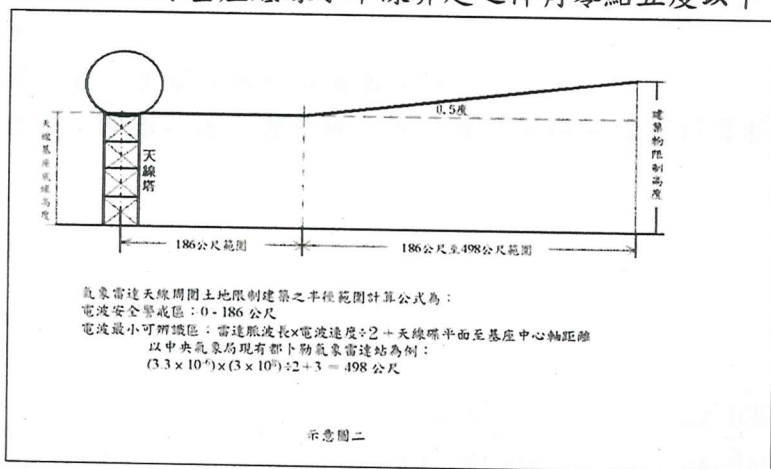 0.5度
天線基座底緣高度
天線塔
建築物限制高度
186公尺範圍
186公尺至498公尺範圍
氣象雷達天線周圍土地限制建築之半徑範圍計算公式為：
電波安全警戒區：0 - 186 公尺
電波最小可辨識區：雷達脈波長×電波速度÷2 + 天線碟平面至基座中心軸距離
以中央氣象局現有都卜勒氣象雷達站為例：
(3.3 x 10⁻⁶)×(3 × 10⁸)÷2 + 3 = 498 公尺
示意圖二